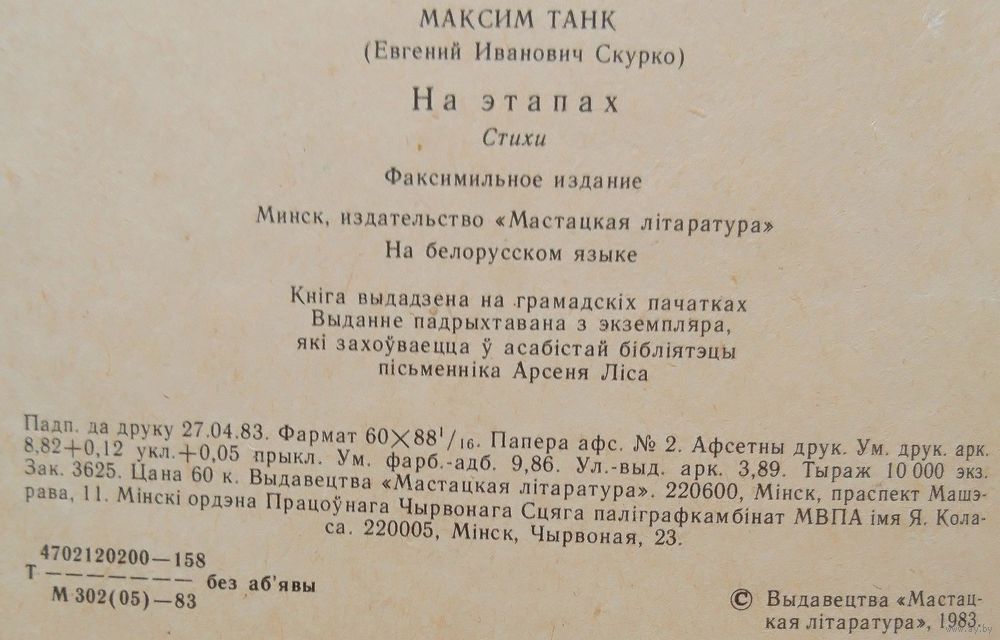 МАКСИМ ТАНК
(Евгений Иванович Скурко)
На этапах
Стихи
Факсимильное издание
Минск, издательство «Мастацкая літаратура»
На белорусском языке
Кніга выдадзена на грамадскіх пачатках
Выданне падрыхтавана з экземпляра,
які захоўваецца ў асабістай бібліятэцы
пісьменніка Арсеня Ліса
Падп. да друку 27.04.83. Фармат 60×88¹/₁₆. Папера афс. № 2. Афсетны друк. Ум. друк. арк.
8,82+0,12 укл.+0,05 прыкл. Ум. фарб.-адб. 9,86. Ул.-выд. арк. 3,89. Тыраж 10 000 экз.
Зак. 3625. Цана 60 к. Выдавецтва «Мастацкая літаратура». 220600, Мінск, праспект Машэ-
рава, 11. Мінскі ордэна Працоўнага Чырвонага Сцяга паліграфкамбінат МВПА імя Я. Кола-
са. 220005, Мінск, Чырвоная, 23.
4702120200—158
Т ——————— без аб'явы
М 302(05)—83
© Выдавецтва «Мастац-
кая літаратура», 1983.
www.ay.by